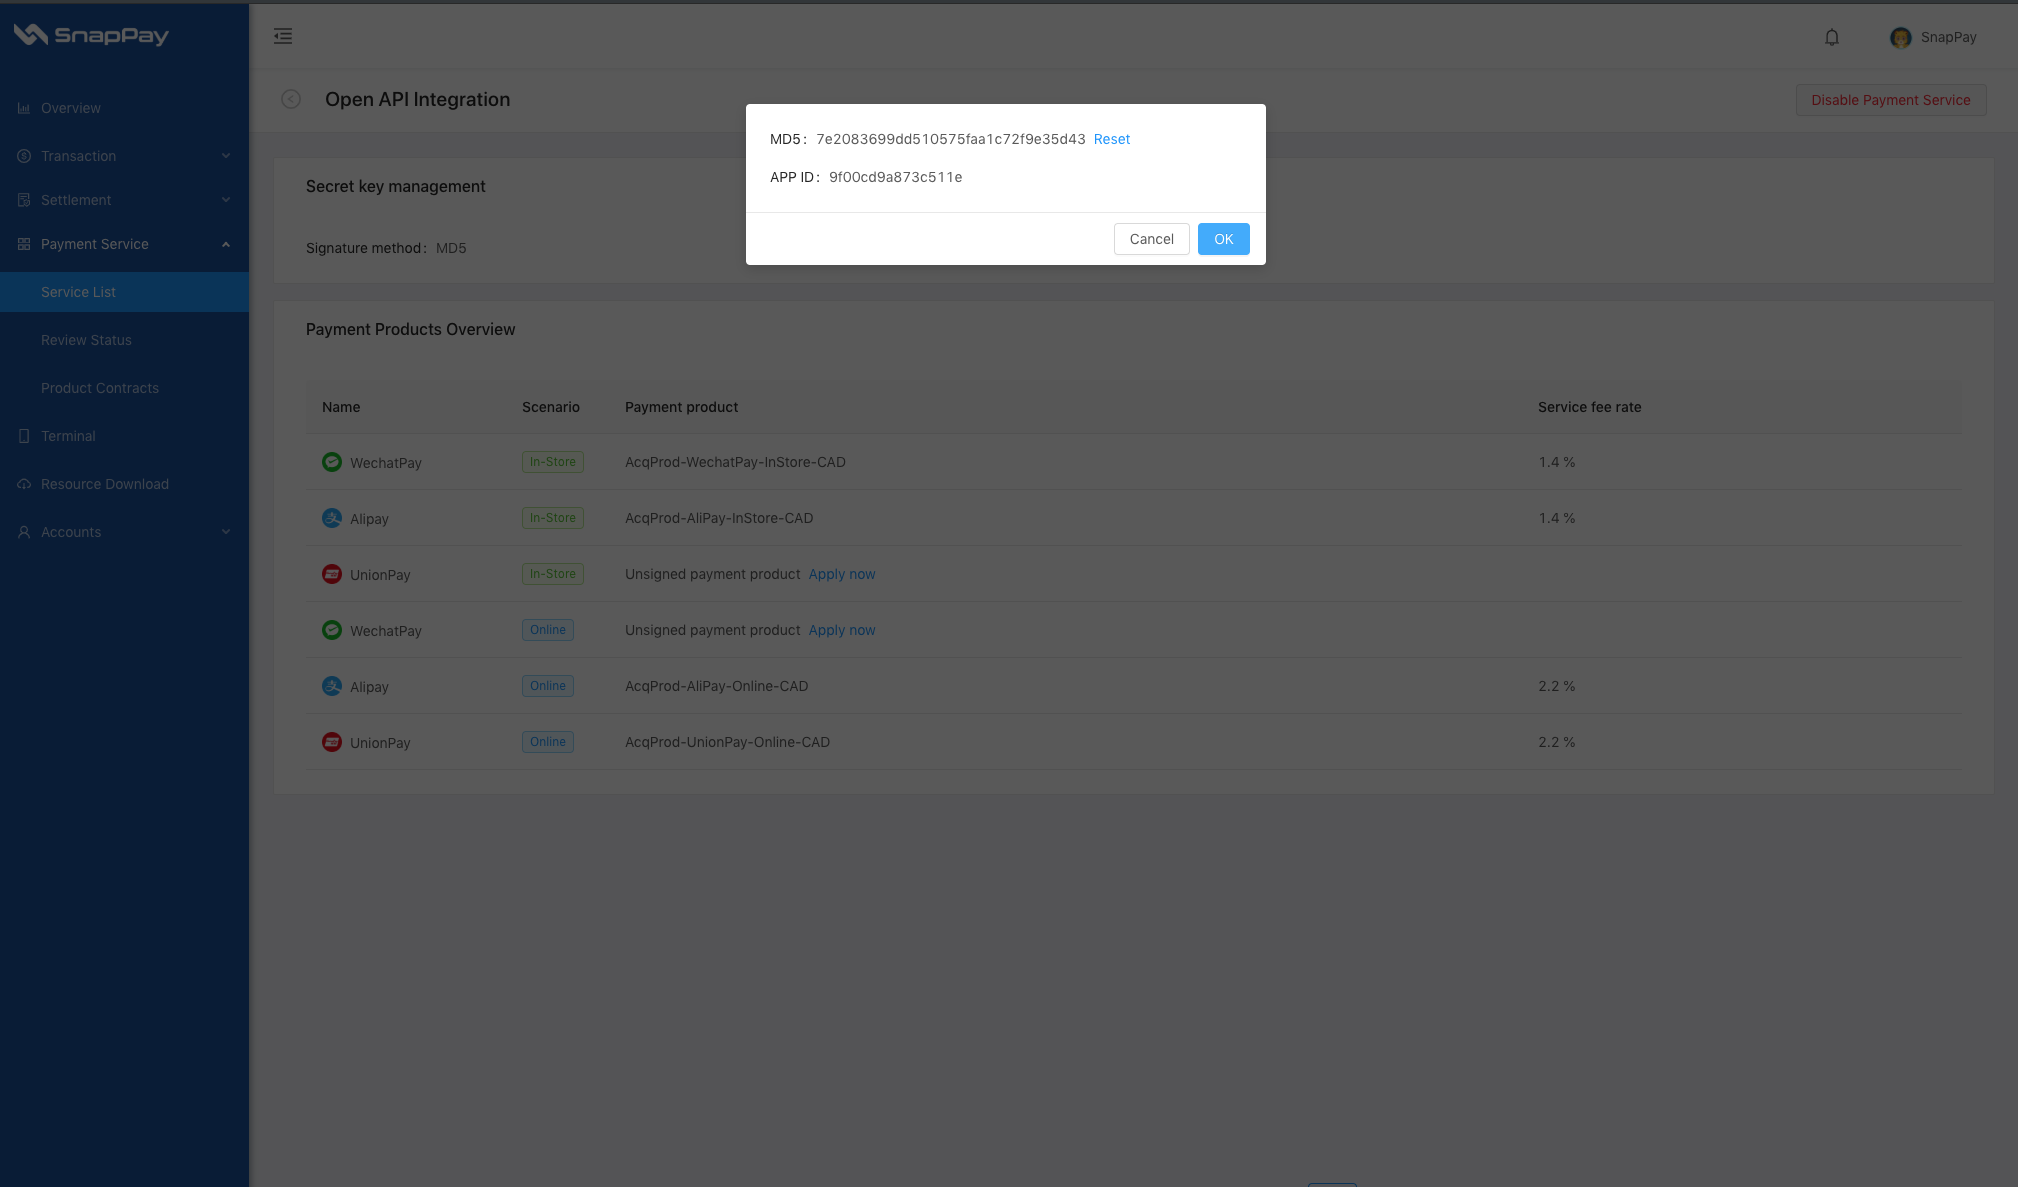 SnapPay
SnapPay
Overview
Transaction
Settlement
Payment Service
Service List
Review Status
Product Contracts
Terminal
Resource Download
Accounts
Open API Integration
Disable Payment Service
MD5: 7e2083699dd510575faa1c72f9e35d43 Reset
APP ID: 9f00cd9a873c511e
Cancel OK
Secret key management
Signature method: MD5
Payment Products Overview
Name Scenario Payment product Service fee rate
WechatPay In-Store AcqProd-WechatPay-InStore-CAD 1.4 %
Alipay In-Store AcqProd-AliPay-InStore-CAD 1.4 %
UnionPay In-Store Unsigned payment product Apply now
WechatPay Online Unsigned payment product Apply now
Alipay Online AcqProd-AliPay-Online-CAD 2.2 %
UnionPay Online AcqProd-UnionPay-Online-CAD 2.2 %